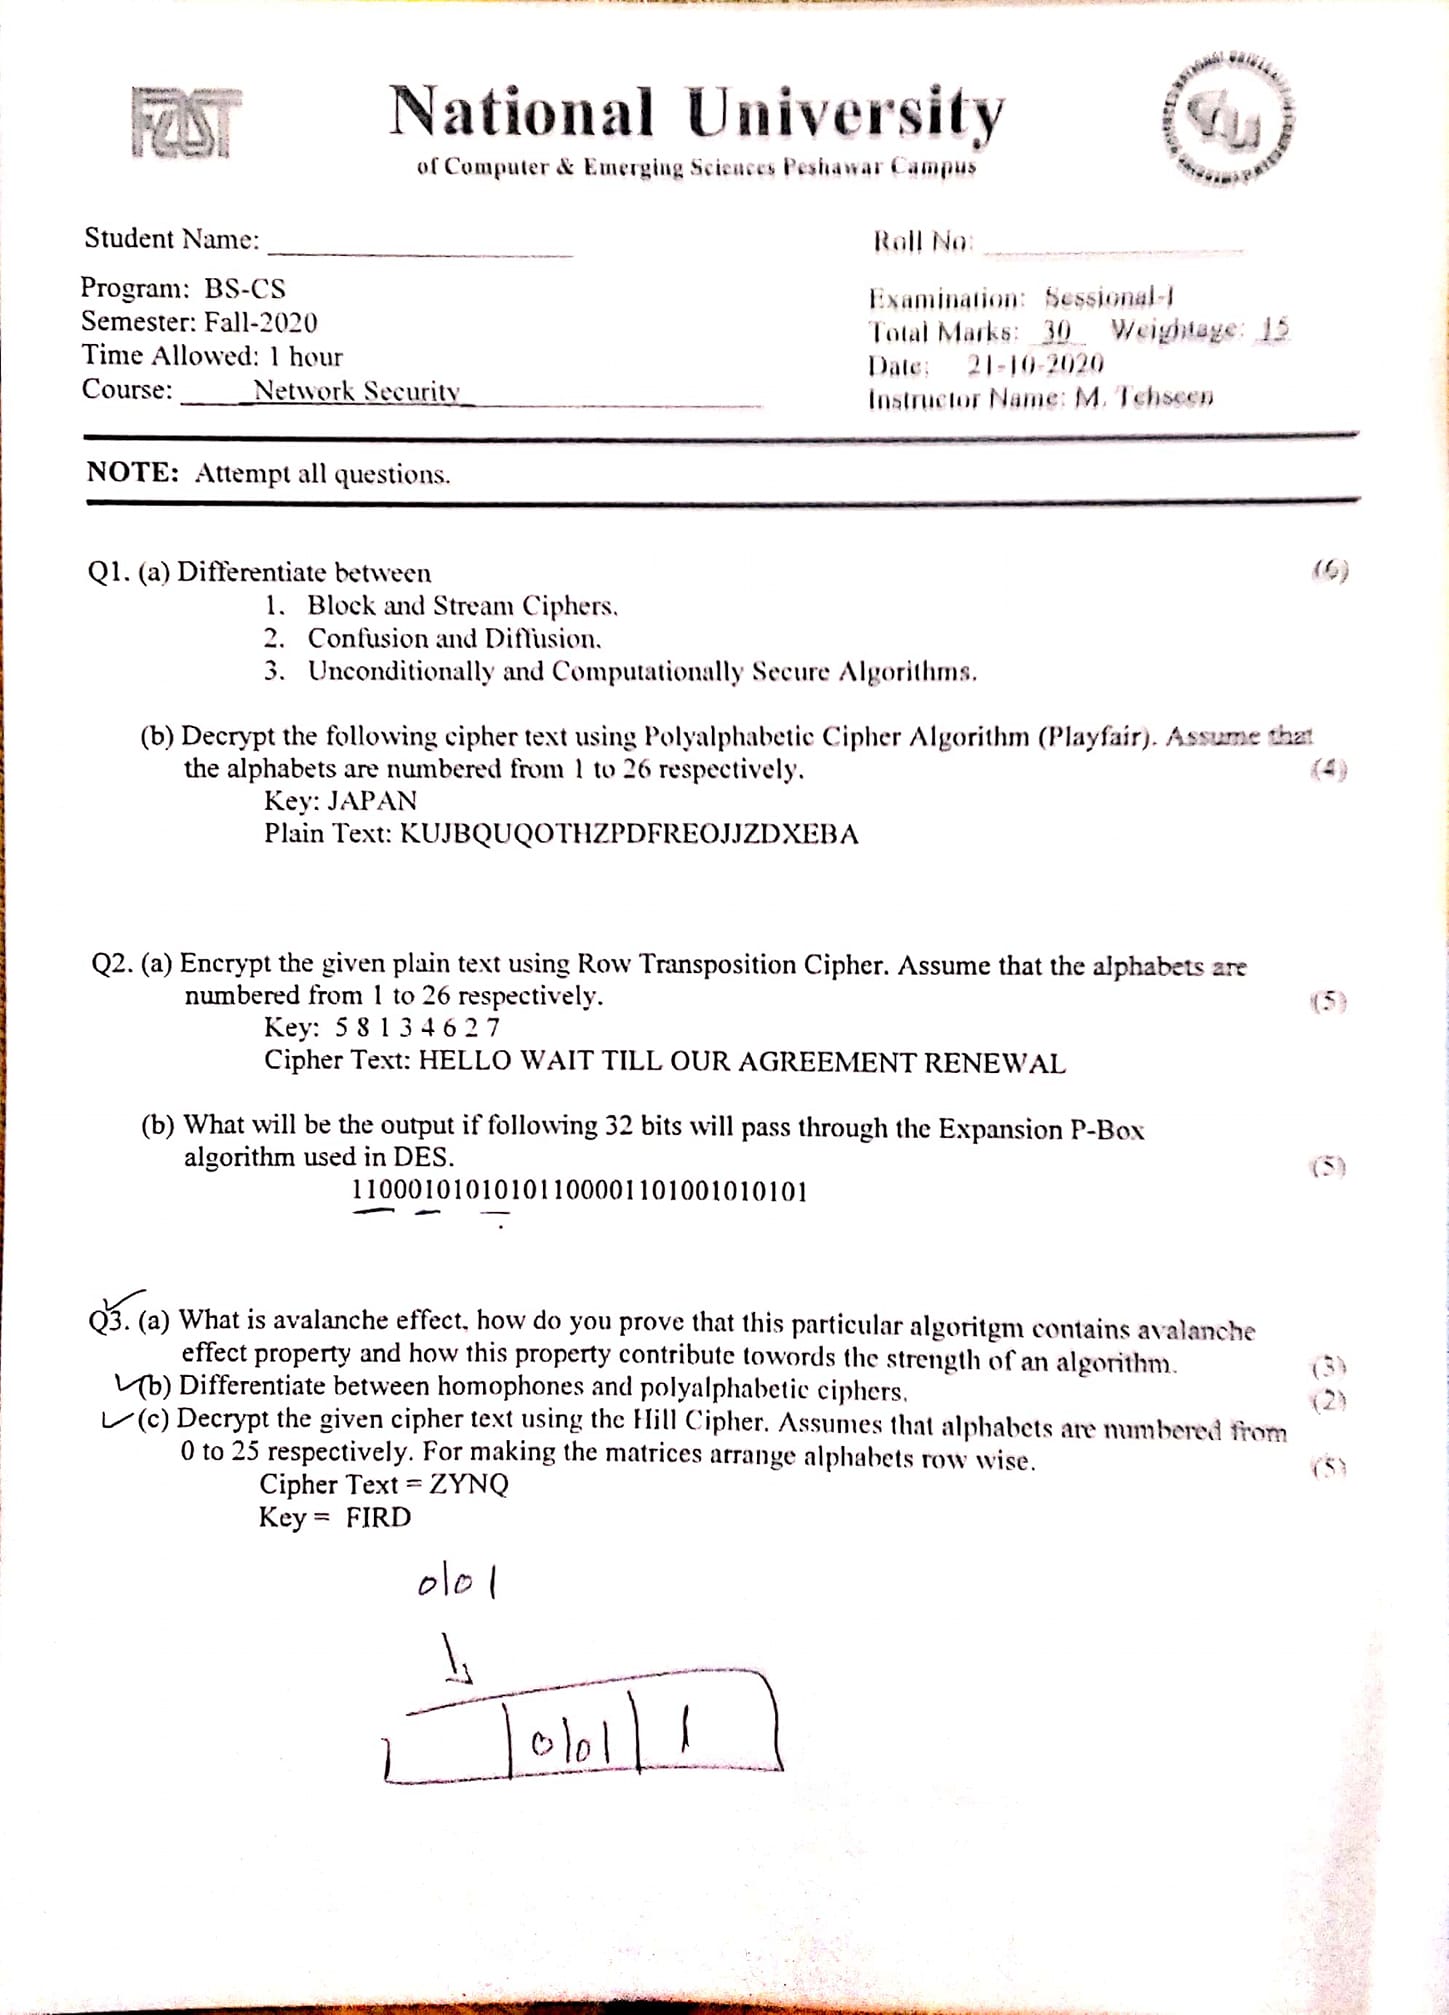 FAST
National University
of Computer & Emerging Sciences Peshawar Campus
Student Name: ____________________
Roll No: ____________________
Program: BS-CS
Semester: Fall-2020
Time Allowed: 1 hour
Course: _____Network Security____________________
Examination: Sessional-I
Total Marks: _30_ Weightage: 15
Date: 21-10-2020
Instructor Name: M. Tehseen
NOTE: Attempt all questions.
Q1. (a) Differentiate between (6)
1. Block and Stream Ciphers.
2. Confusion and Diffusion.
3. Unconditionally and Computationally Secure Algorithms.
(b) Decrypt the following cipher text using Polyalphabetic Cipher Algorithm (Playfair). Assume that
the alphabets are numbered from 1 to 26 respectively. (4)
Key: JAPAN
Plain Text: KUJBQUQOTHZPDFREOJJZDXEBA
Q2. (a) Encrypt the given plain text using Row Transposition Cipher. Assume that the alphabets are
numbered from 1 to 26 respectively. (5)
Key: 5 8 1 3 4 6 2 7
Cipher Text: HELLO WAIT TILL OUR AGREEMENT RENEWAL
(b) What will be the output if following 32 bits will pass through the Expansion P-Box
algorithm used in DES. (5)
11000101010101100001101001010101
Q3. (a) What is avalanche effect, how do you prove that this particular algoritgm contains avalanche
effect property and how this property contribute towords the strength of an algorithm. (3)
(b) Differentiate between homophones and polyalphabetic ciphers. (2)
(c) Decrypt the given cipher text using the Hill Cipher. Assumes that alphabets are numbered from
0 to 25 respectively. For making the matrices arrange alphabets row wise. (5)
Cipher Text = ZYNQ
Key = FIRD
0101
0101 1